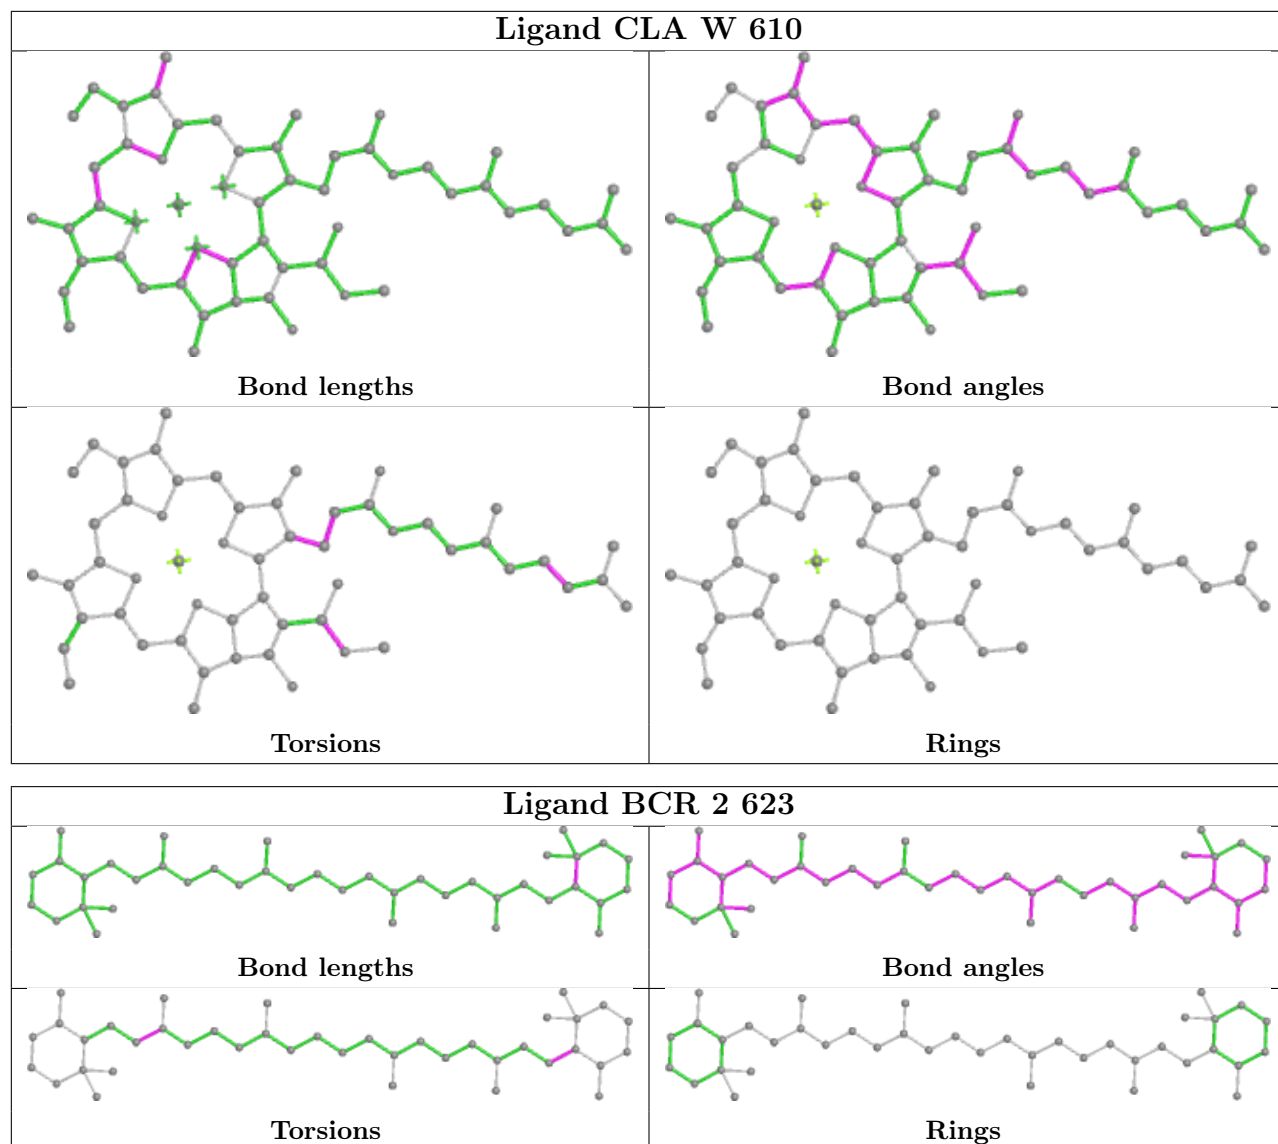 Ligand CLA W 610
Bond lengths
Bond angles
Torsions
Rings
Ligand BCR 2 623
Bond lengths
Bond angles
Torsions
Rings